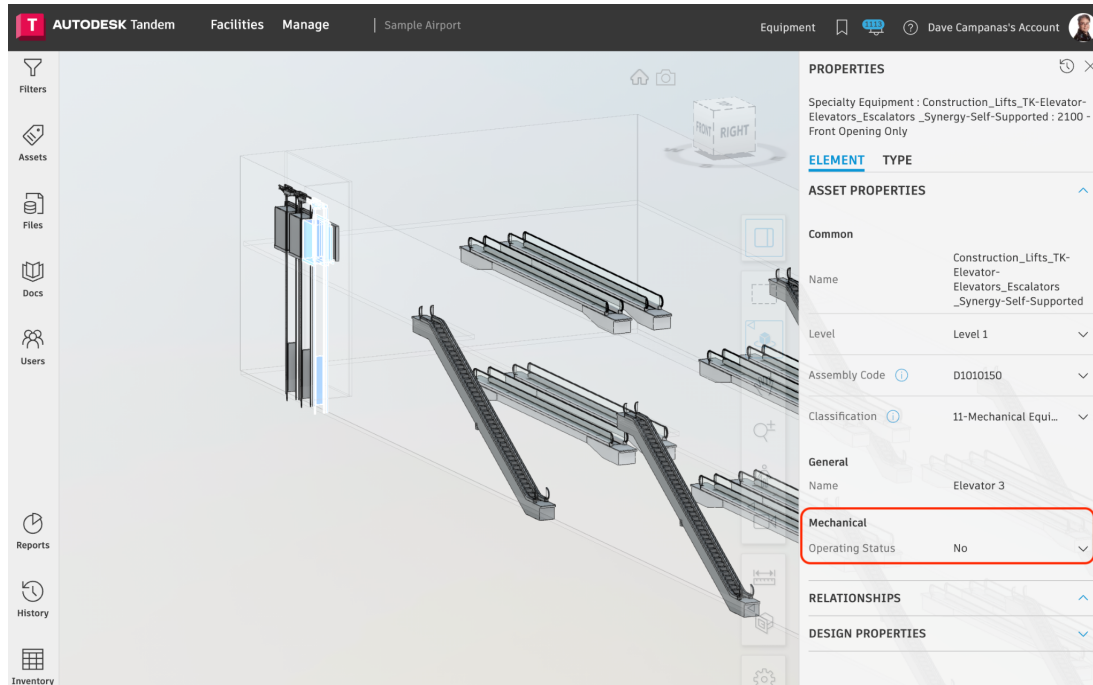 T AUTODESK Tandem Facilities Manage Sample Airport Equipment 1113 ? Dave Campanas's Account
Filters
Assets
Files
Docs
Users
Reports
History
Inventory
FRONT RIGHT
PROPERTIES
Specialty Equipment : Construction_Lifts_TK-Elevator-
Elevators_Escalators _Synergy-Self-Supported : 2100 -
Front Opening Only
ELEMENT TYPE
ASSET PROPERTIES
Common
Name
Construction_Lifts_TK-
Elevator-
Elevators_Escalators
_Synergy-Self-Supported
Level Level 1
Assembly Code i D1010150
Classification i 11-Mechanical Equi...
General
Name Elevator 3
Mechanical
Operating Status No
RELATIONSHIPS
DESIGN PROPERTIES